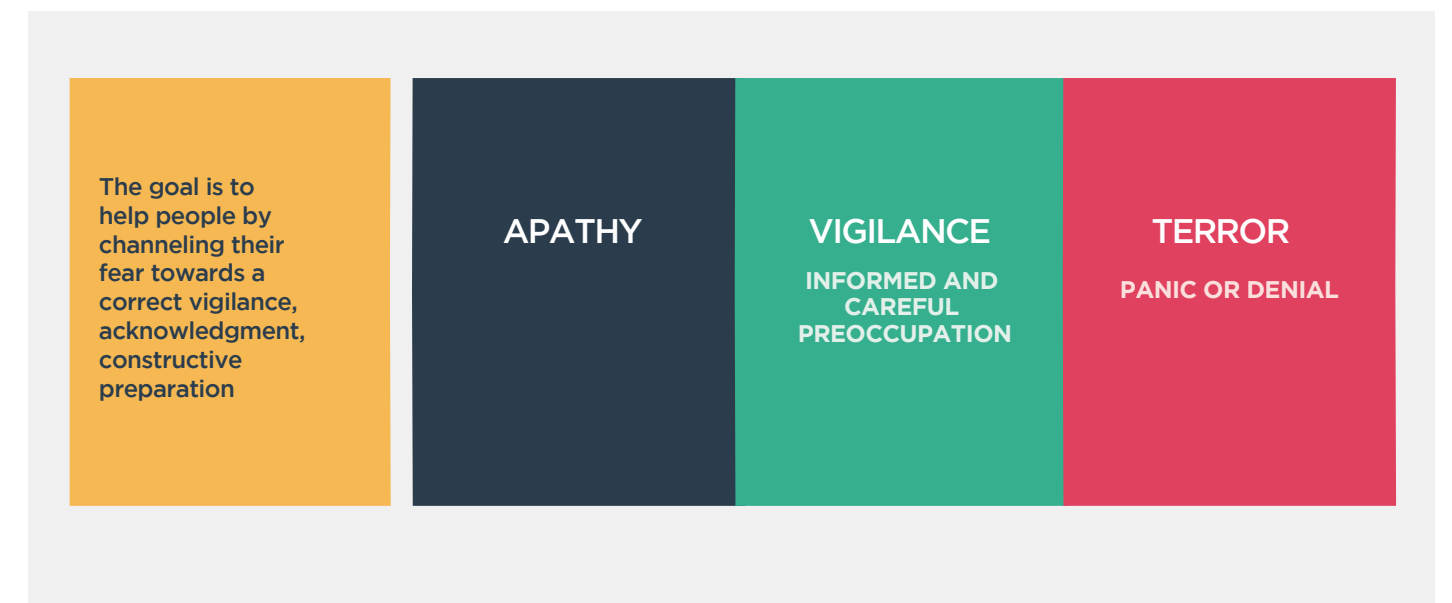 The goal is to
help people by
channeling their
fear towards a
correct vigilance,
acknowledgment,
constructive
preparation
APATHY
VIGILANCE
INFORMED AND
CAREFUL
PREOCCUPATION
TERROR
PANIC OR DENIAL